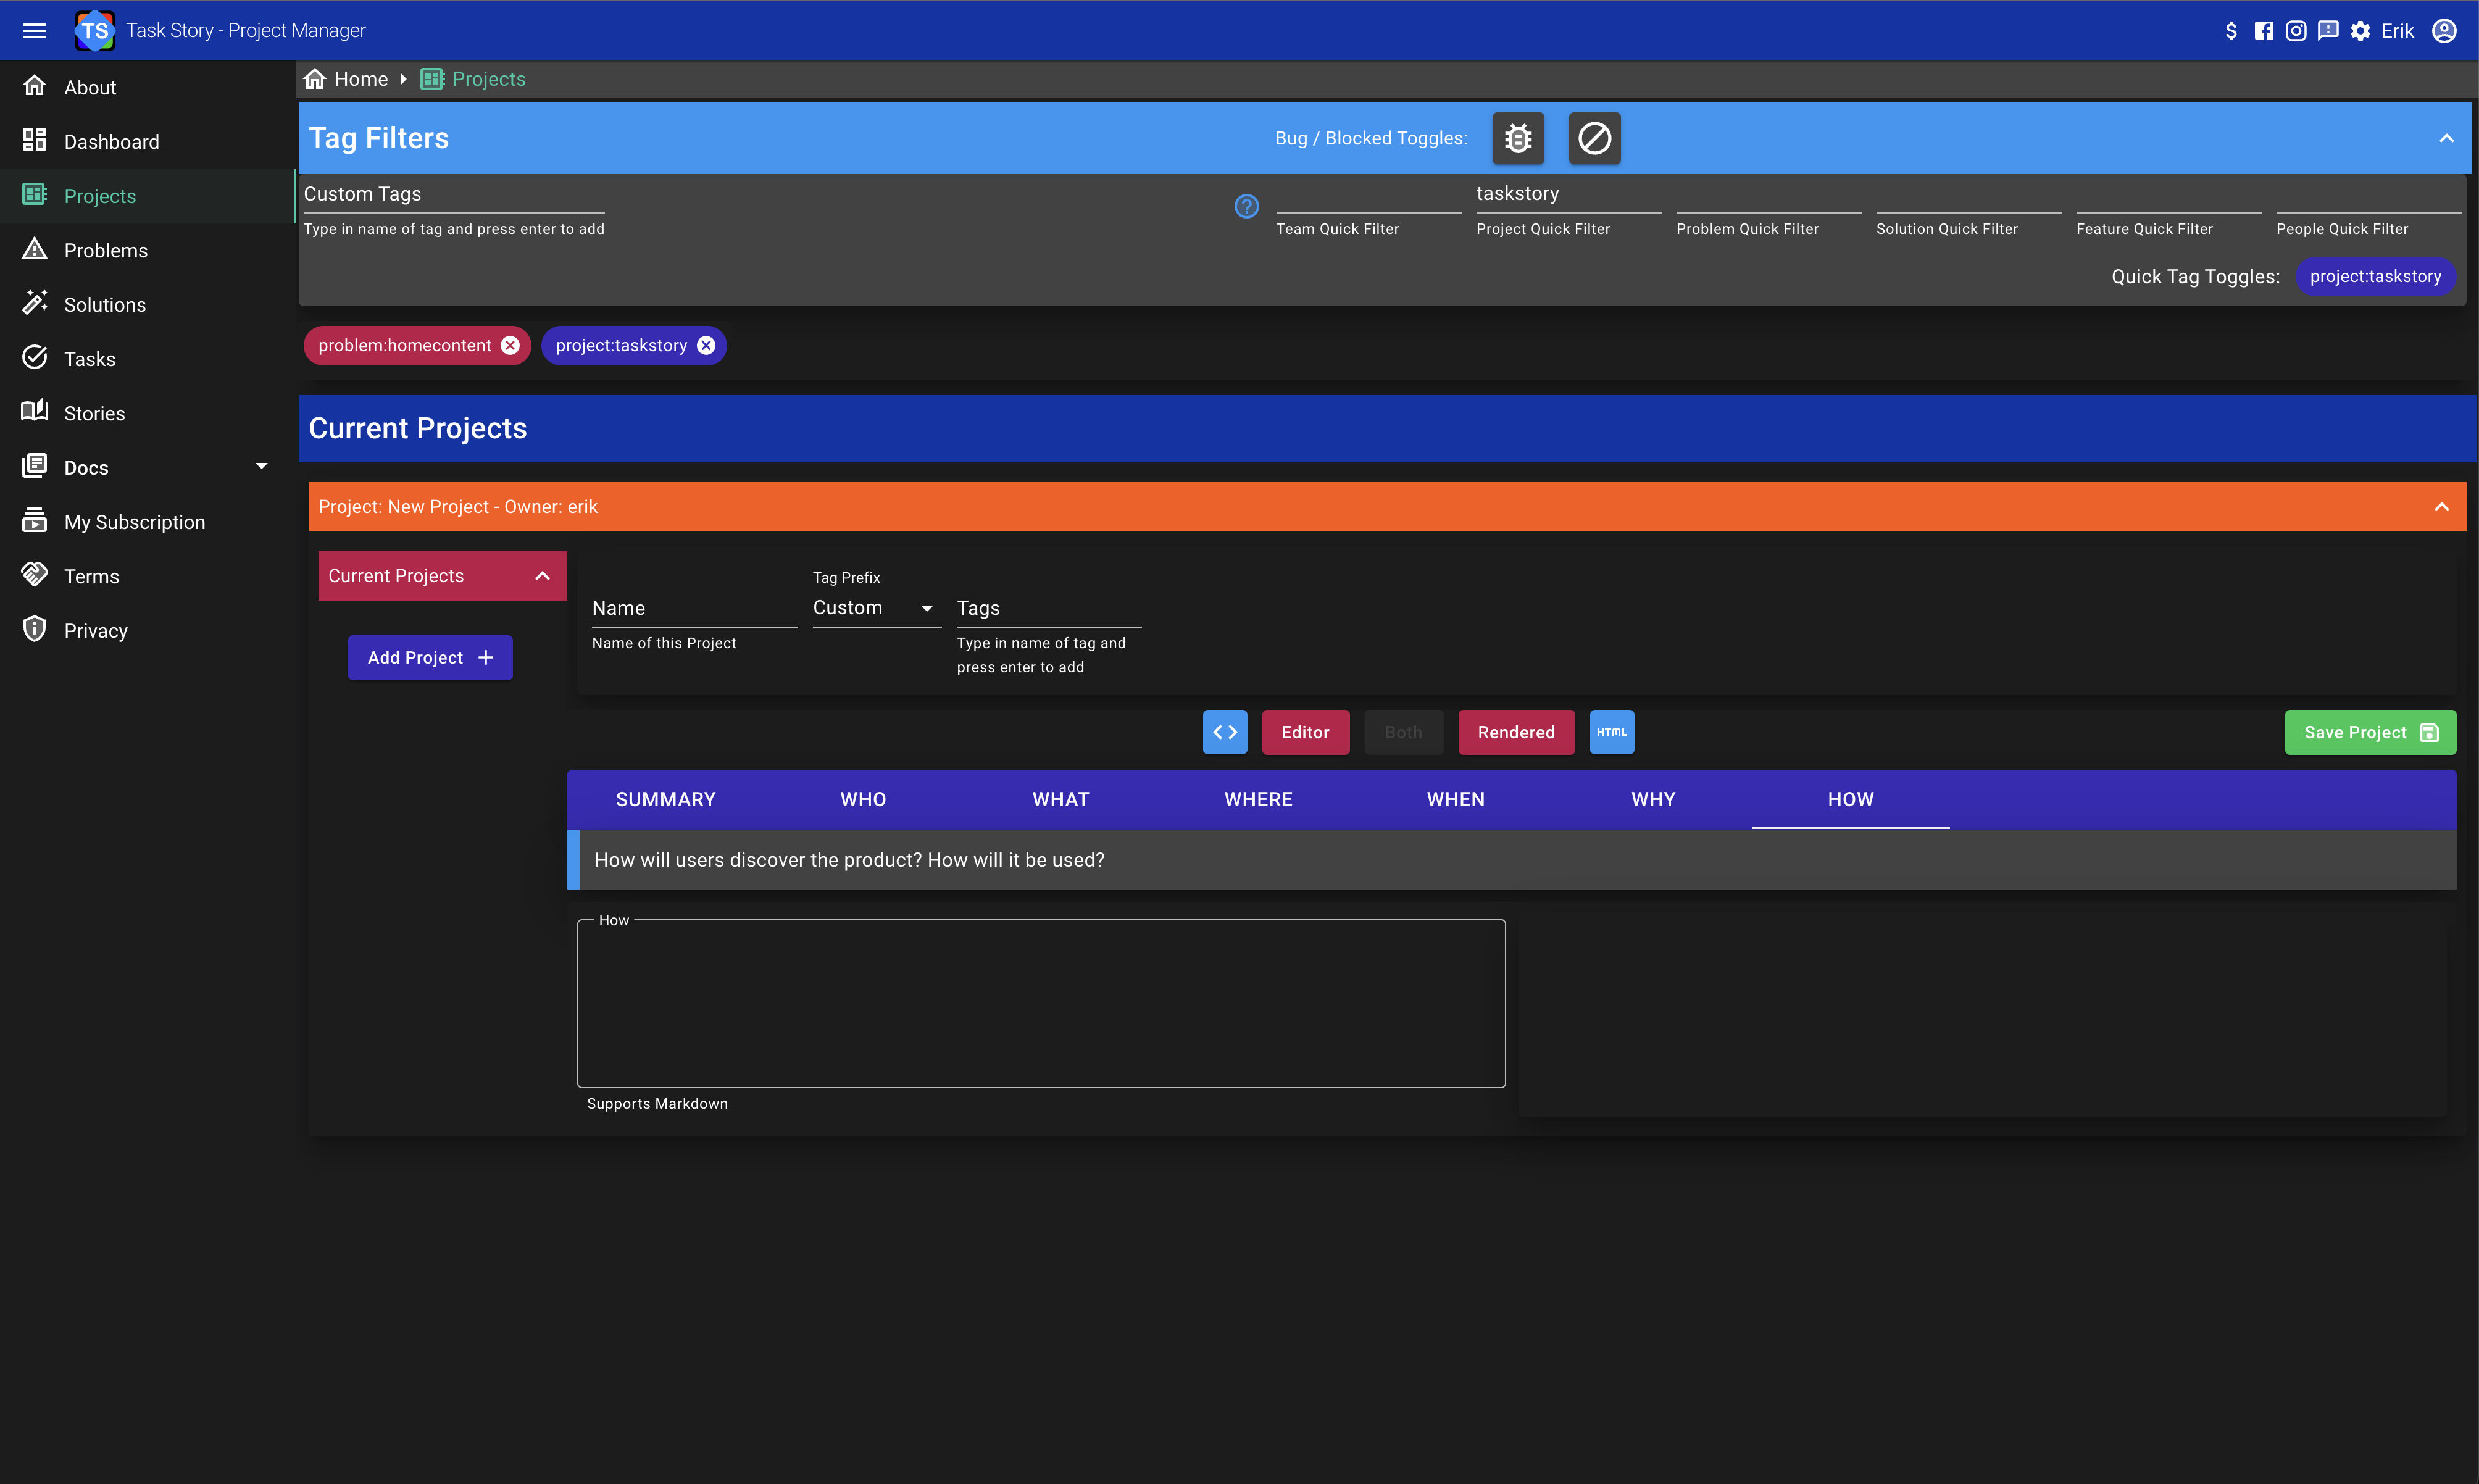 TS Task Story - Project Manager
Erik
About
Dashboard
Projects
Problems
Solutions
Tasks
Stories
Docs
My Subscription
Terms
Privacy
Home Projects
Tag Filters
Bug / Blocked Toggles:
Custom Tags
Type in name of tag and press enter to add
Team Quick Filter
taskstory
Project Quick Filter
Problem Quick Filter
Solution Quick Filter
Feature Quick Filter
People Quick Filter
Quick Tag Toggles: project:taskstory
problem:homecontent project:taskstory
Current Projects
Project: New Project - Owner: erik
Current Projects
Add Project
Name
Name of this Project
Tag Prefix
Custom
Tags
Type in name of tag and
press enter to add
Editor Both Rendered HTML Save Project
SUMMARY WHO WHAT WHERE WHEN WHY HOW
How will users discover the product? How will it be used?
How
Supports Markdown